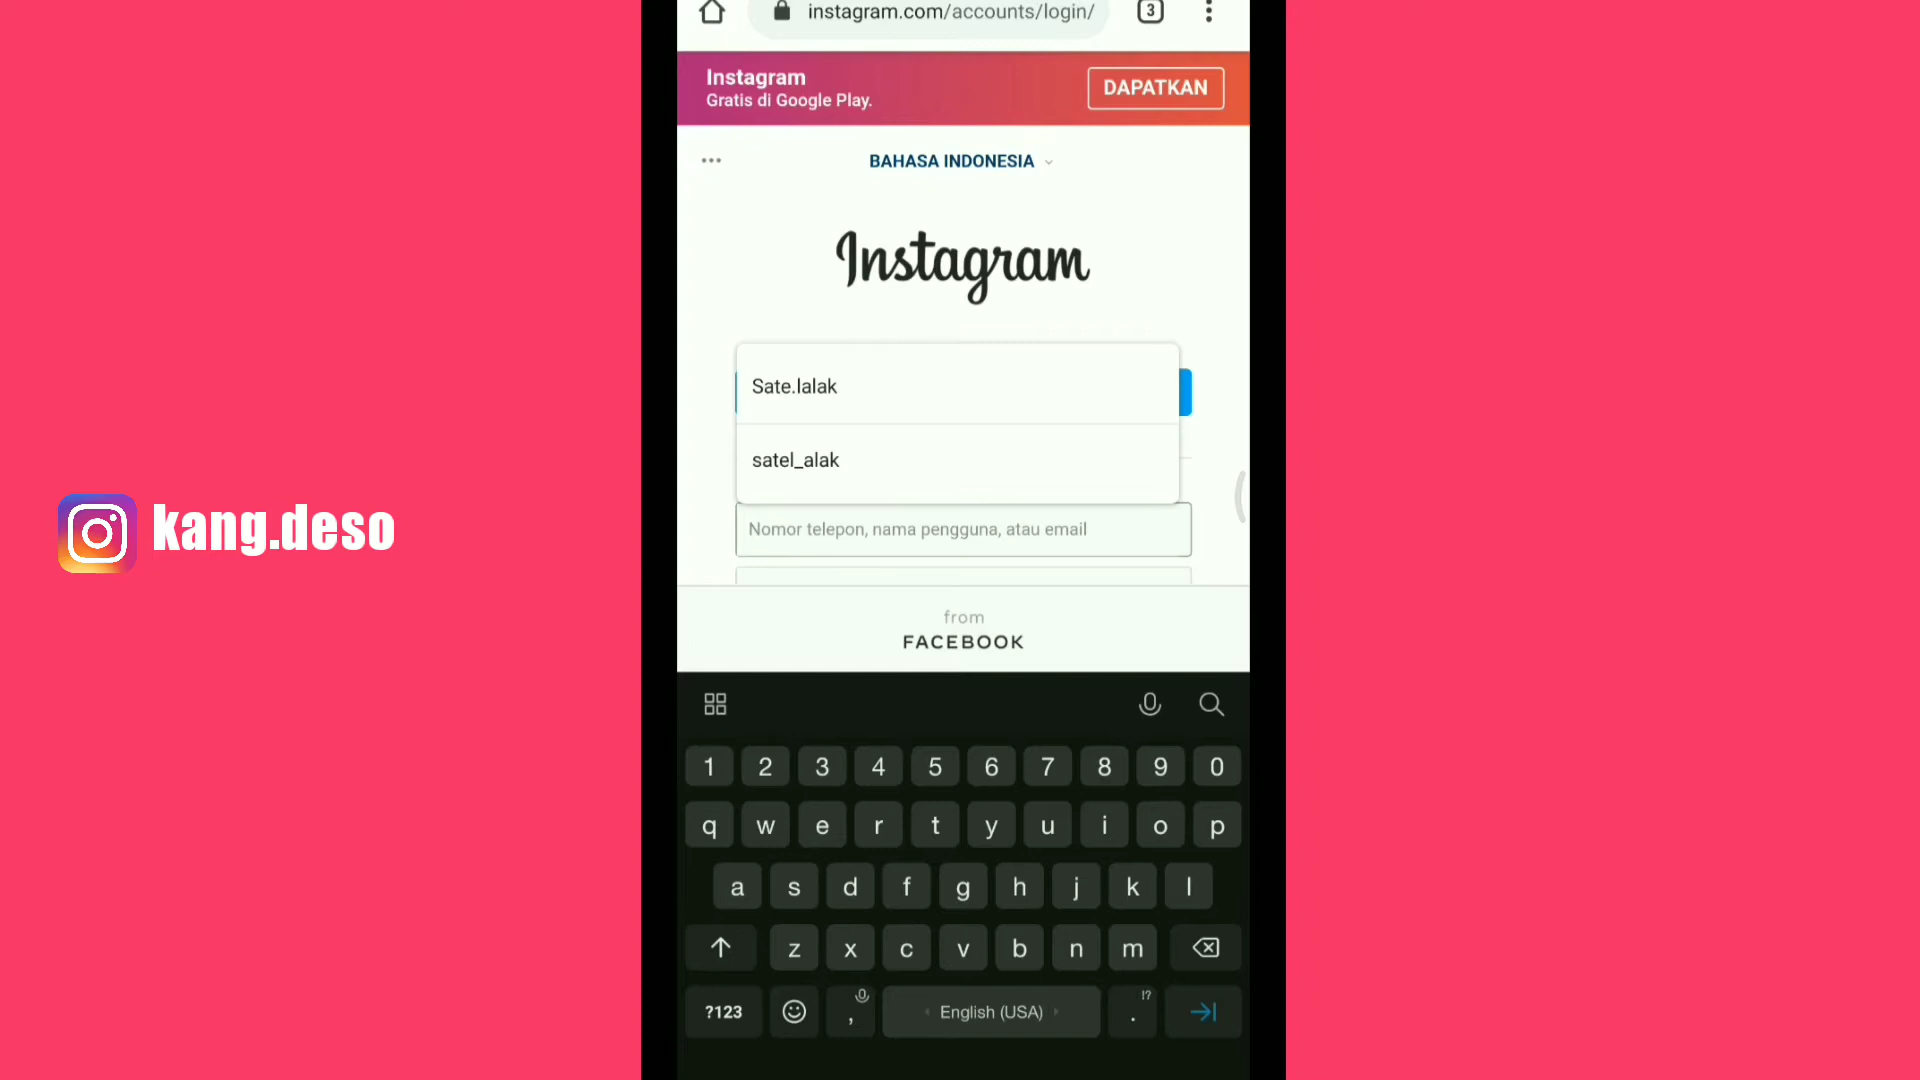 instagram.com/accounts/login/
3
Instagram
Gratis di Google Play.
DAPATKAN
BAHASA INDONESIA
Instagram
Sate.lalak
satel_alak
Nomor telepon, nama pengguna, atau email
kang.deso
from
FACEBOOK
1 2 3 4 5 6 7 8 9 0
q w e r t y u i o p
a s d f g h j k l
z x c v b n m
?123 , English (USA) . !?